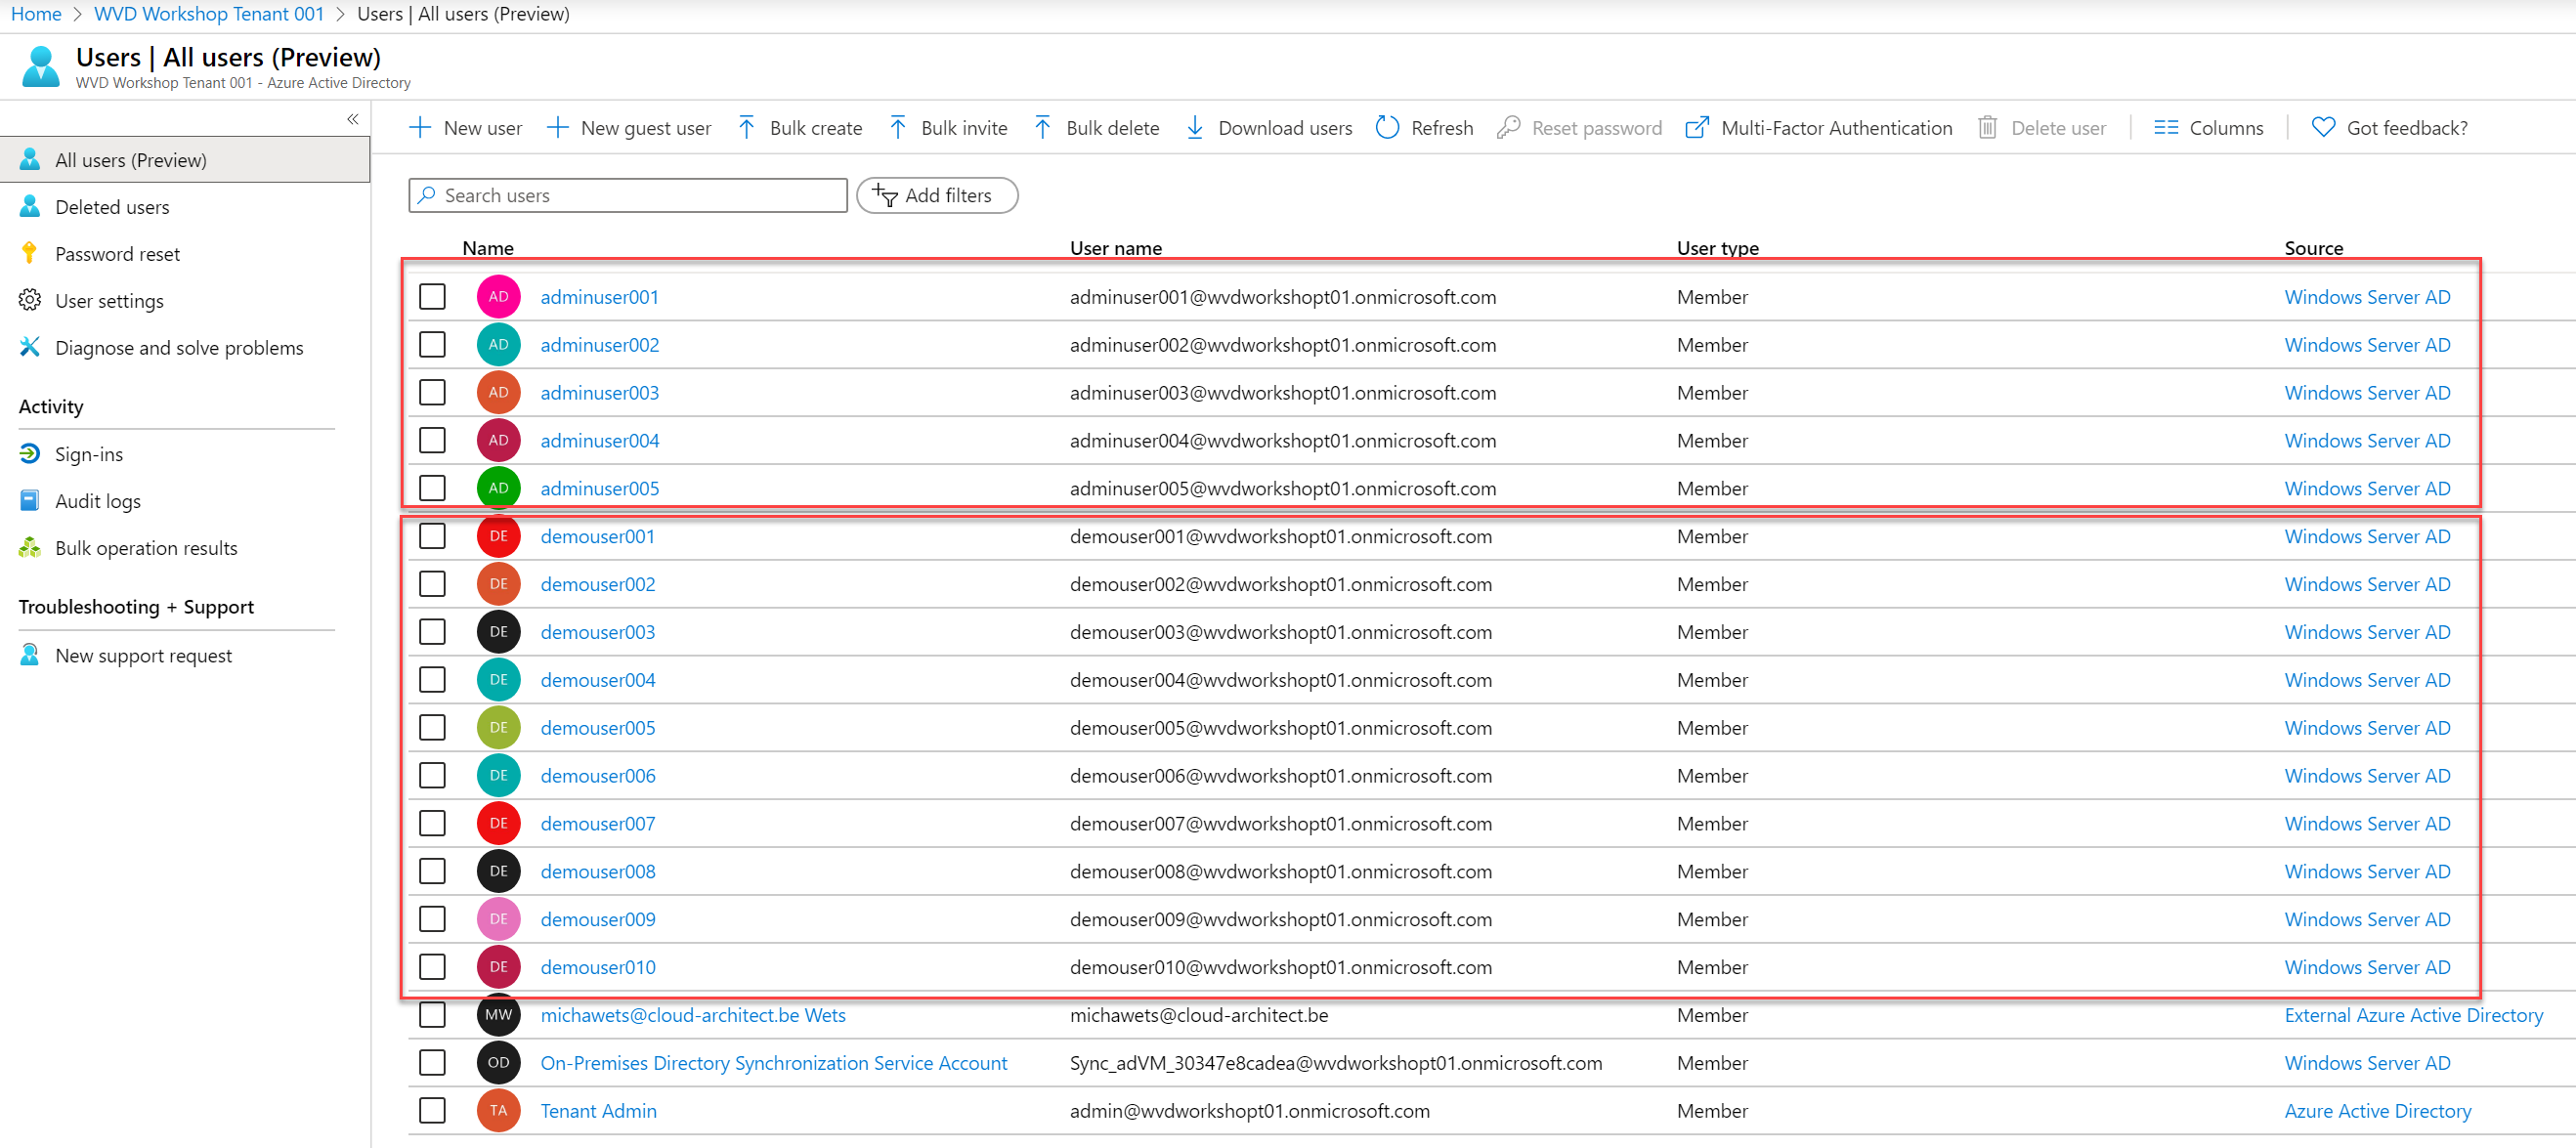 Home > WVD Workshop Tenant 001 > Users | All users (Preview)
Users | All users (Preview)
WVD Workshop Tenant 001 - Azure Active Directory
«
All users (Preview)
Deleted users
Password reset
User settings
Diagnose and solve problems
Activity
Sign-ins
Audit logs
Bulk operation results
Troubleshooting + Support
New support request
New user New guest user Bulk create Bulk invite Bulk delete Download users Refresh Reset password Multi-Factor Authentication Delete user Columns Got feedback?
Search users Add filters
Name User name User type Source
AD adminuser001 adminuser001@wvdworkshopt01.onmicrosoft.com Member Windows Server AD
AD adminuser002 adminuser002@wvdworkshopt01.onmicrosoft.com Member Windows Server AD
AD adminuser003 adminuser003@wvdworkshopt01.onmicrosoft.com Member Windows Server AD
AD adminuser004 adminuser004@wvdworkshopt01.onmicrosoft.com Member Windows Server AD
AD adminuser005 adminuser005@wvdworkshopt01.onmicrosoft.com Member Windows Server AD
DE demouser001 demouser001@wvdworkshopt01.onmicrosoft.com Member Windows Server AD
DE demouser002 demouser002@wvdworkshopt01.onmicrosoft.com Member Windows Server AD
DE demouser003 demouser003@wvdworkshopt01.onmicrosoft.com Member Windows Server AD
DE demouser004 demouser004@wvdworkshopt01.onmicrosoft.com Member Windows Server AD
DE demouser005 demouser005@wvdworkshopt01.onmicrosoft.com Member Windows Server AD
DE demouser006 demouser006@wvdworkshopt01.onmicrosoft.com Member Windows Server AD
DE demouser007 demouser007@wvdworkshopt01.onmicrosoft.com Member Windows Server AD
DE demouser008 demouser008@wvdworkshopt01.onmicrosoft.com Member Windows Server AD
DE demouser009 demouser009@wvdworkshopt01.onmicrosoft.com Member Windows Server AD
DE demouser010 demouser010@wvdworkshopt01.onmicrosoft.com Member Windows Server AD
MW michawets@cloud-architect.be Wets michawets@cloud-architect.be Member External Azure Active Directory
OD On-Premises Directory Synchronization Service Account Sync_adVM_30347e8cadea@wvdworkshopt01.onmicrosoft.com Member Windows Server AD
TA Tenant Admin admin@wvdworkshopt01.onmicrosoft.com Member Azure Active Directory